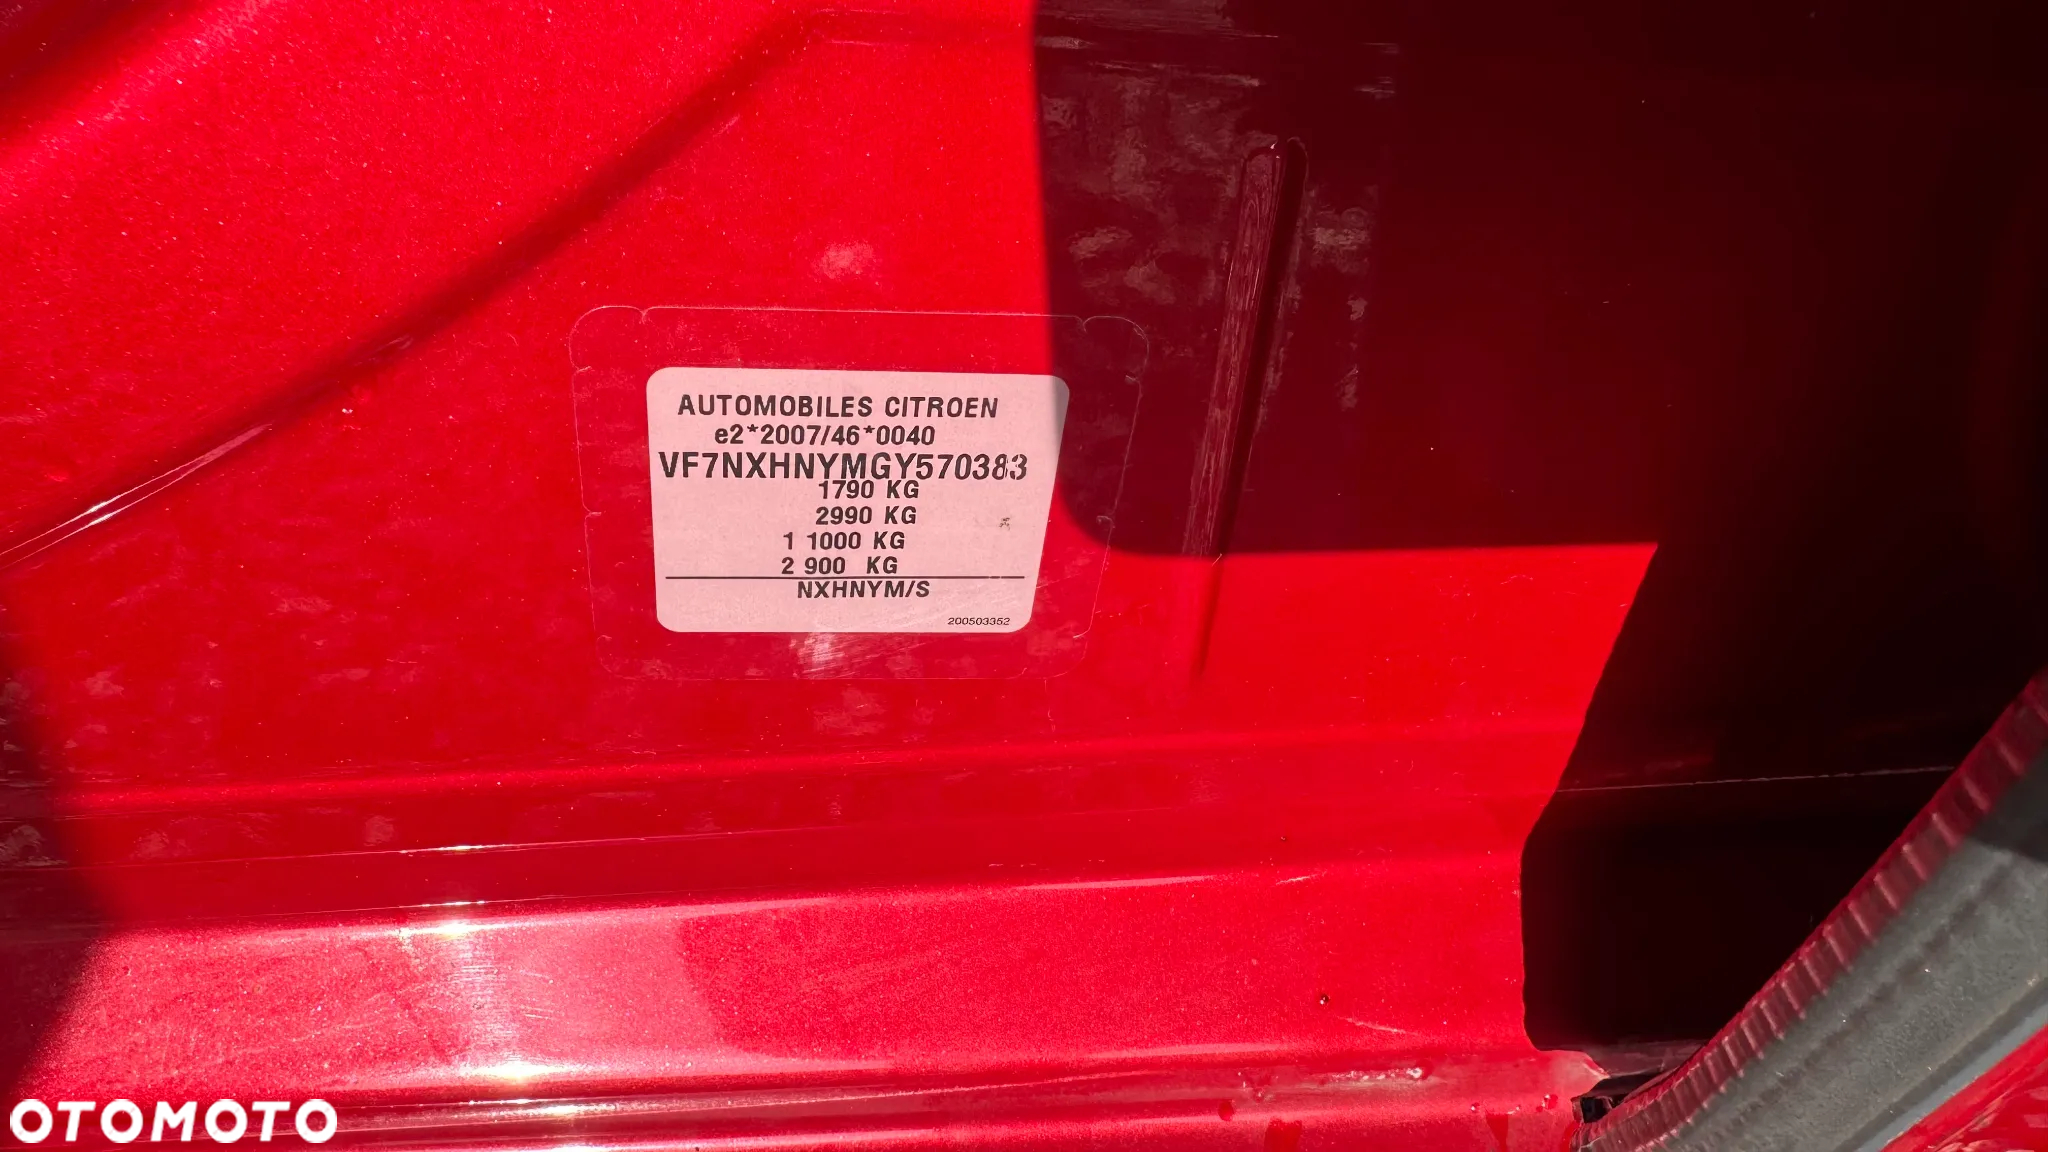 AUTOMOBILES CITROEN
e2*2007/46*0040
VF7NXHNYMGY570383
1790 KG
2990 KG
1 1000 KG
2 900 KG
NXHNYM/S
200503352
OTOMOTO